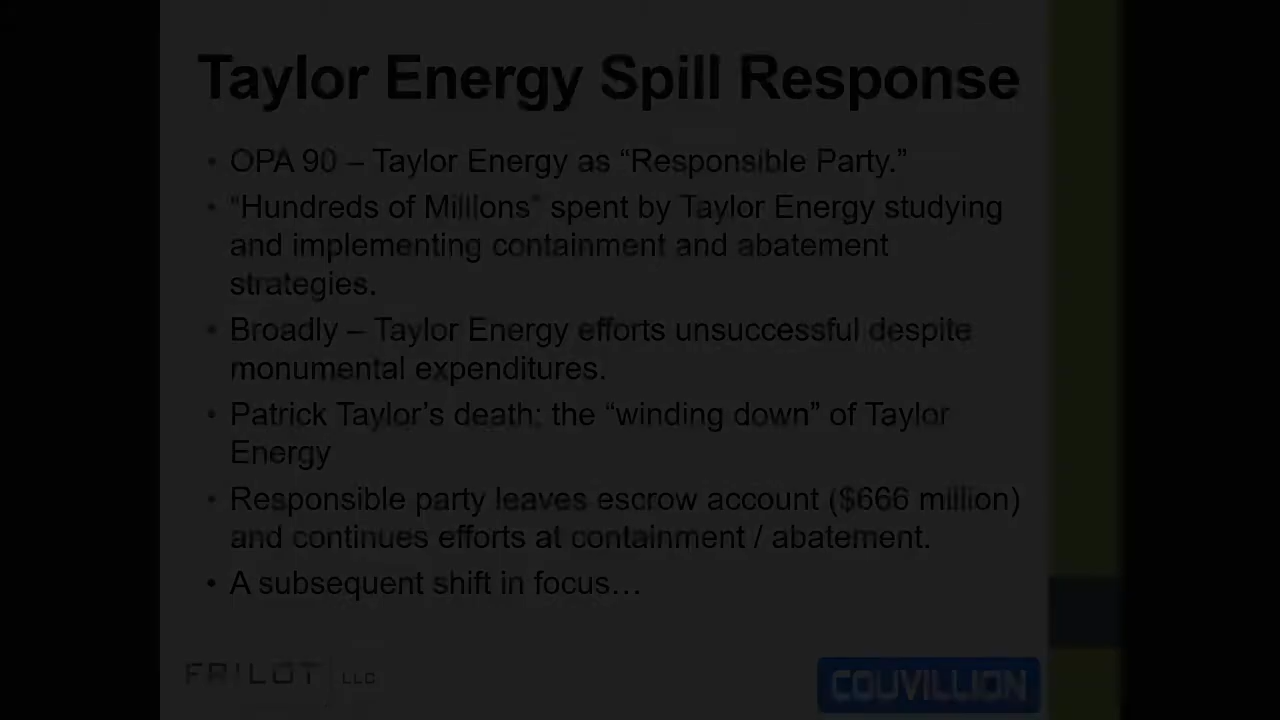 Taylor Energy Spill Response
• OPA 90 – Taylor Energy as “Responsible Party.”
• “Hundreds of Millions” spent by Taylor Energy studying
and implementing containment and abatement
strategies.
• Broadly – Taylor Energy efforts unsuccessful despite
monumental expenditures.
• Patrick Taylor’s death; the “winding down” of Taylor
Energy
• Responsible party leaves escrow account ($666 million)
and continues efforts at containment / abatement.
• A subsequent shift in focus…
FRILOT LLC
COUVILLION